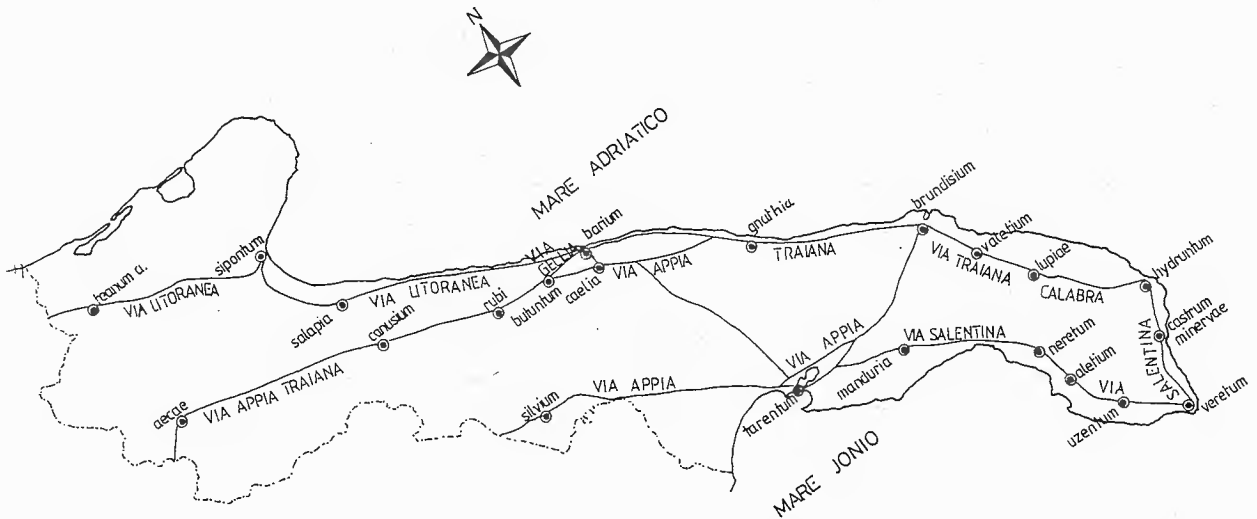 N
MARE ADRIATICO
brundisium
gnathia
barium
valetium
VIA
GELLIA
sipontum
teanum a.
lupiae
hydruntum
TRAIANA
VIA TRAIANA
CALABRA
VIA APPIA
caelia
VIA LITORANEA
VIA LITORANEA
butuntum
rubi
salapia
canusium
castrum
minervae
SALENTINA
VIA SALENTINA
neretum
VIA APPIA
manduria
aletium
VIA
VIA APPIA
silvium
VIA APPIA TRAIANA
aecae
tarentum
uzentum
veretum
MARE JONIO